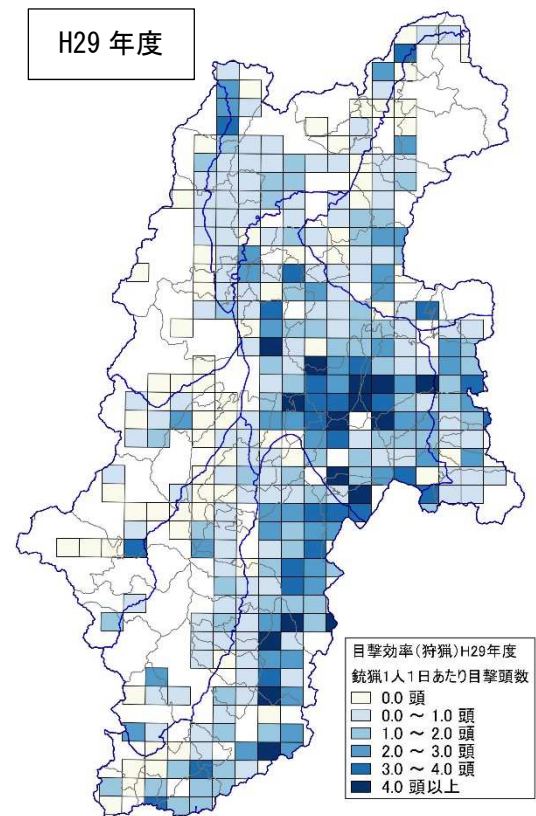 H29 年度
目撃効率(狩猟)H29年度
銃猟1人1日あたり目撃頭数
0.0 頭
0.0 ～ 1.0 頭
1.0 ～ 2.0 頭
2.0 ～ 3.0 頭
3.0 ～ 4.0 頭
4.0 頭以上